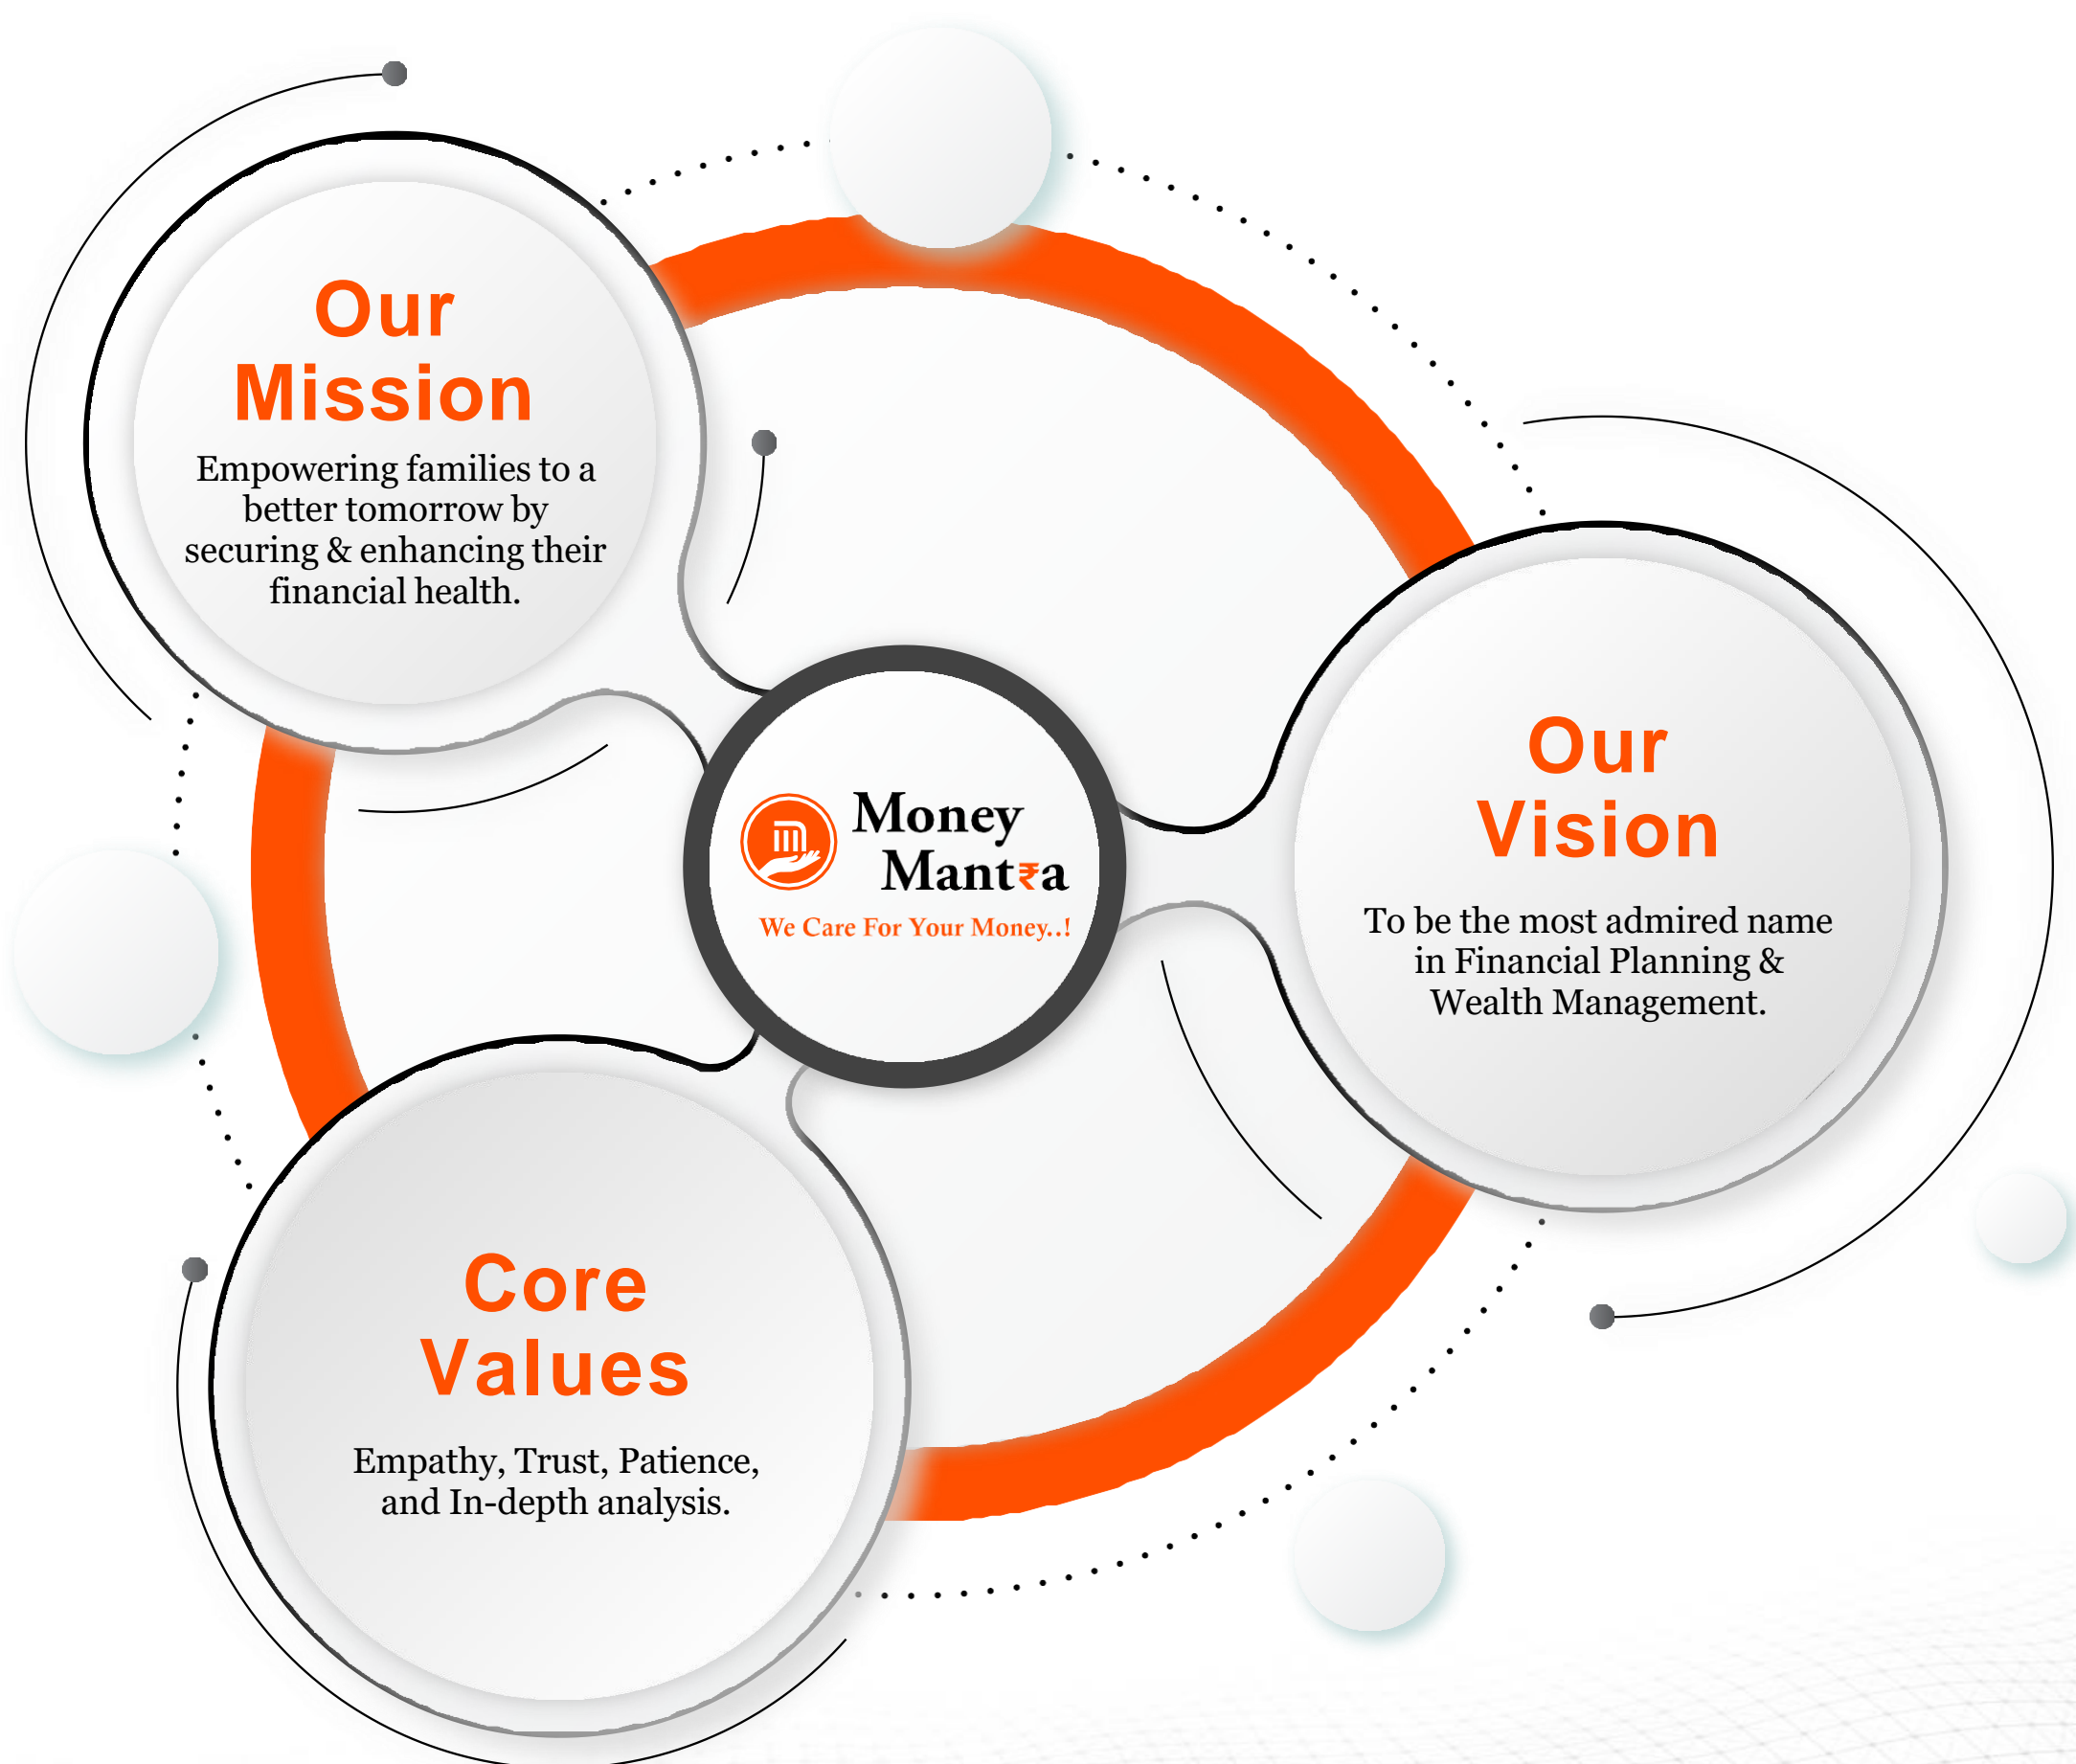 Our
Mission
Empowering families to a
better tomorrow by
securing & enhancing their
financial health.
Money
Mant₹a
We Care For Your Money..!
Our
Vision
To be the most admired name
in Financial Planning &
Wealth Management.
Core
Values
Empathy, Trust, Patience,
and In-depth analysis.